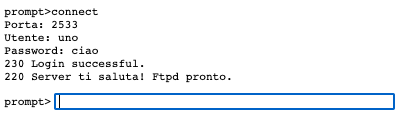 prompt>connect
Porta: 2533
Utente: uno
Password: ciao
230 Login successful.
220 Server ti saluta! Ftpd pronto.
prompt>